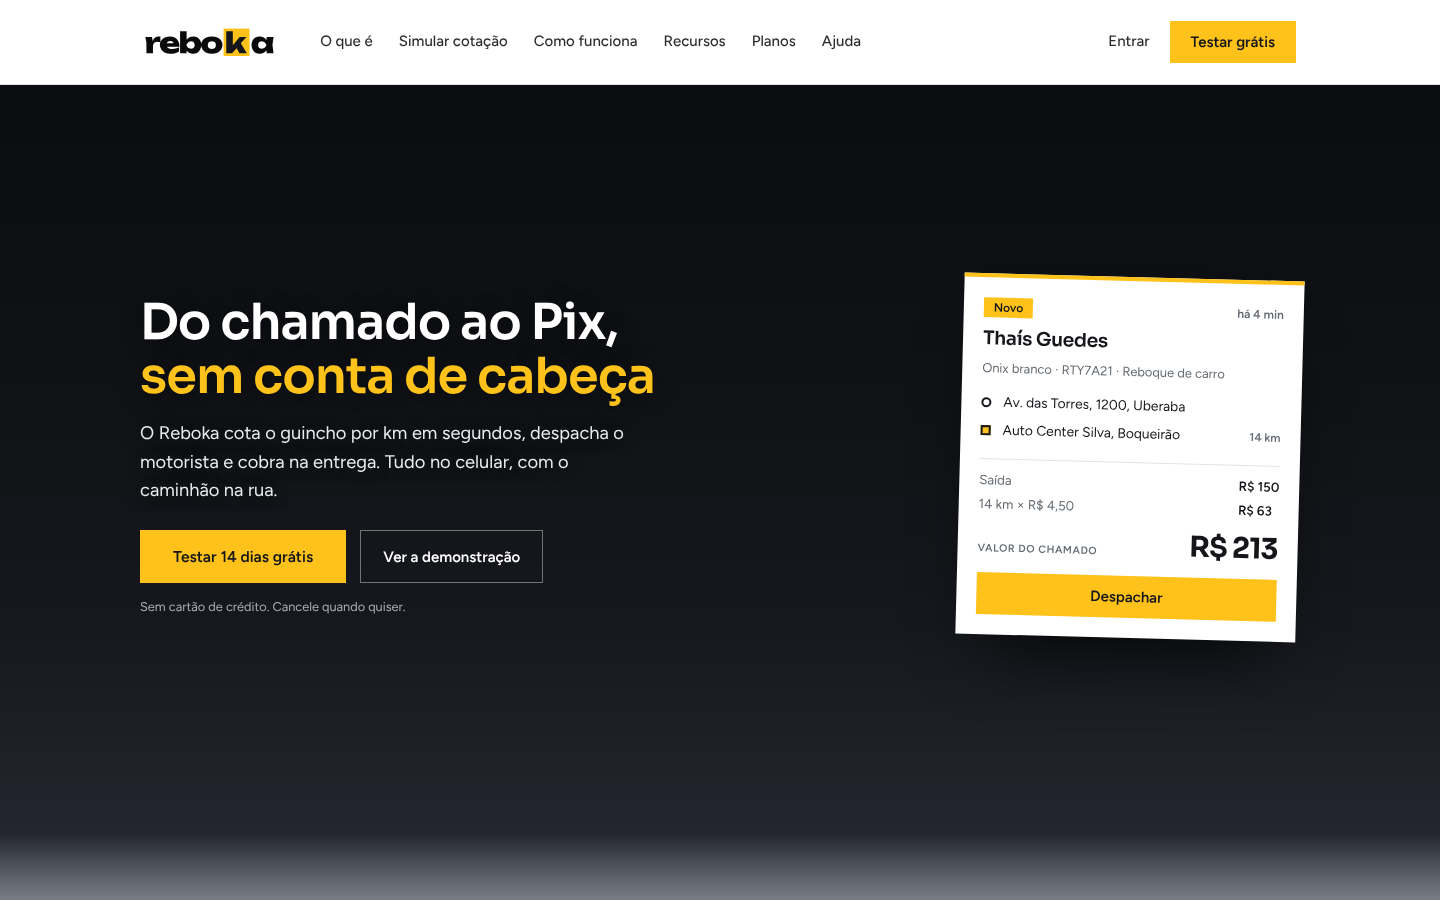 reboka
O que é
Simular cotação
Como funciona
Recursos
Planos
Ajuda
Entrar
Testar grátis
Do chamado ao Pix,
sem conta de cabeça
O Reboka cota o guincho por km em segundos, despacha o
motorista e cobra na entrega. Tudo no celular, com o
caminhão na rua.
Testar 14 dias grátis
Ver a demonstração
Sem cartão de crédito. Cancele quando quiser.
Novo
há 4 min
Thaís Guedes
Onix branco · RTY7A21 · Reboque de carro
Av. das Torres, 1200, Uberaba
Auto Center Silva, Boqueirão
14 km
Saída
R$ 150
14 km × R$ 4,50
R$ 63
VALOR DO CHAMADO
R$ 213
Despachar